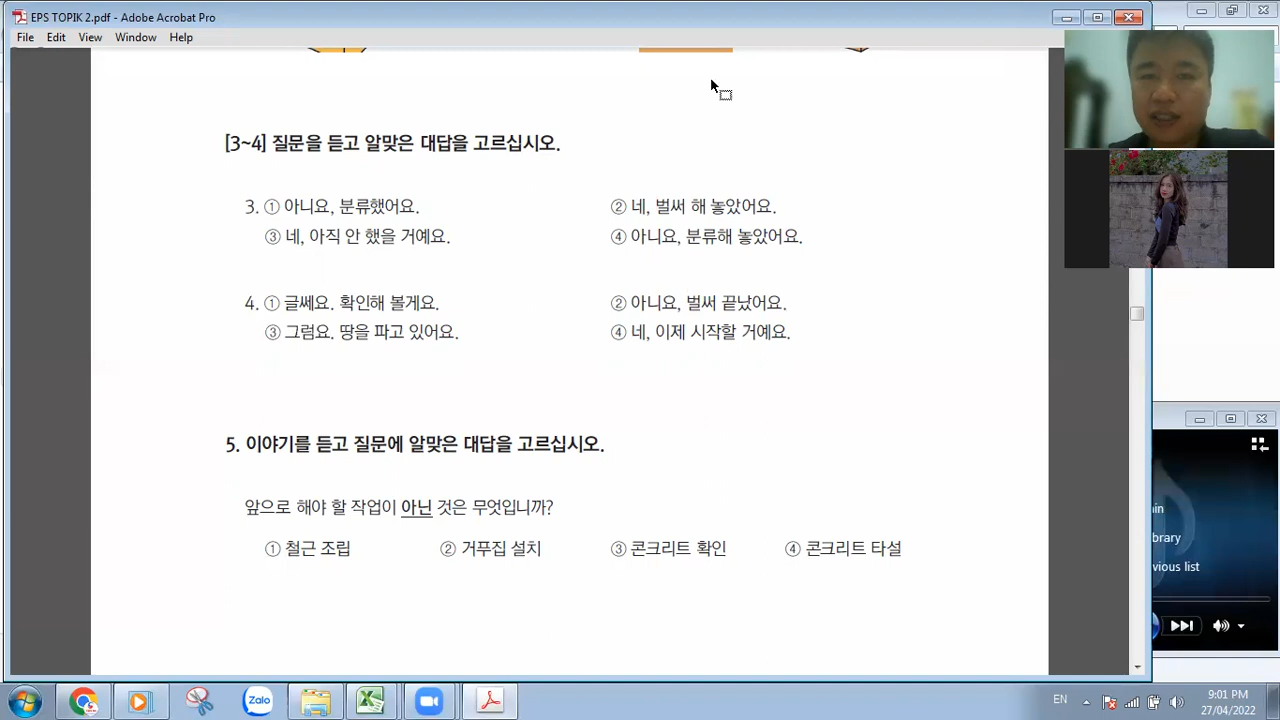 EPS TOPIK 2.pdf - Adobe Acrobat Pro
File Edit View Window Help
[3~4] 질문을 듣고 알맞은 대답을 고르십시오.
3. ① 아니요, 분류했어요. ② 네, 벌써 해 놓았어요.
③ 네, 아직 안 했을 거예요. ④ 아니요, 분류해 놓았어요.
4. ① 글쎄요. 확인해 볼게요. ② 아니요, 벌써 끝났어요.
③ 그럼요. 땅을 파고 있어요. ④ 네, 이제 시작할 거예요.
5. 이야기를 듣고 질문에 알맞은 대답을 고르십시오.
앞으로 해야 할 작업이 아닌 것은 무엇입니까?
① 철근 조립 ② 거푸집 설치 ③ 콘크리트 확인 ④ 콘크리트 타설
vious list
Zalo
EN
9:01 PM
27/04/2022